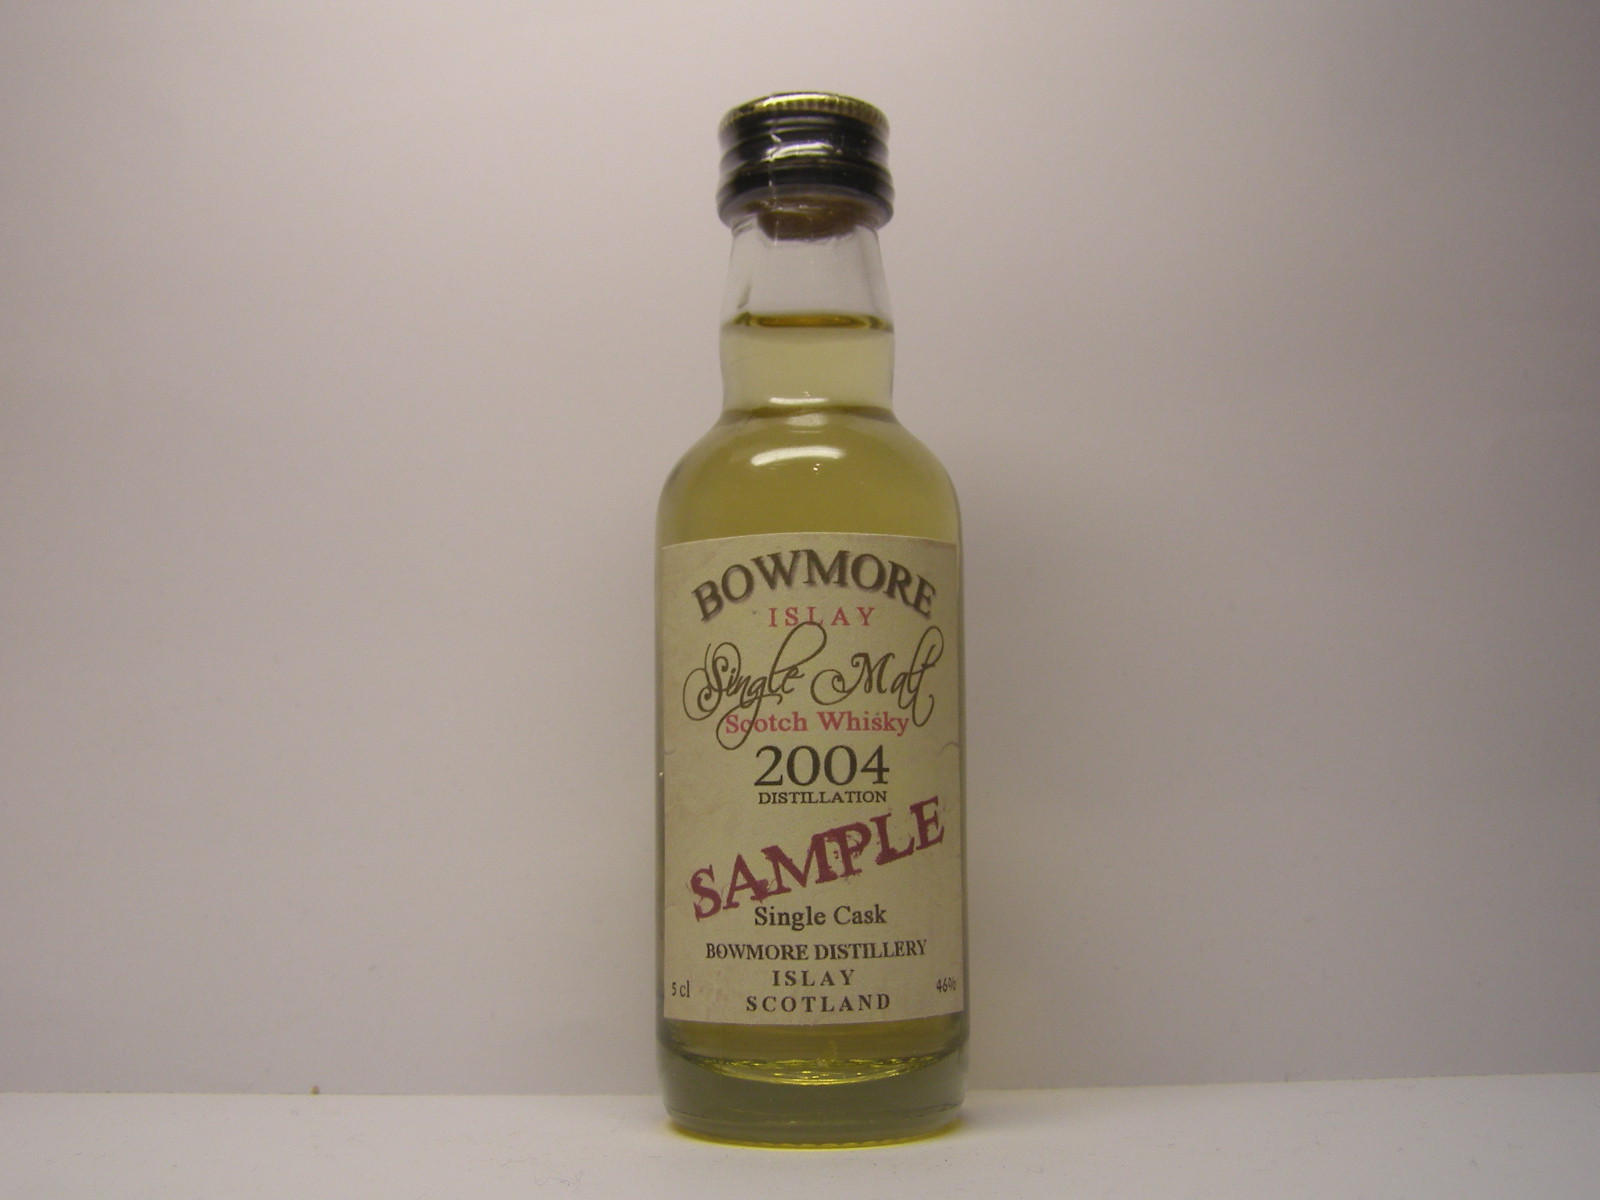 BOWMORE
ISLAY
Single Malt
Scotch Whisky
2004
DISTILLATION
SAMPLE
Single Cask
BOWMORE DISTILLERY
ISLAY
5 cl 46%
SCOTLAND